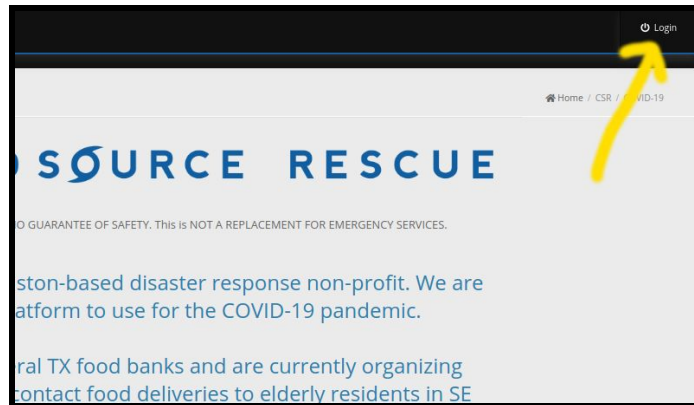 Login
Home / CSR / COVID-19
SOURCE RESCUE
O GUARANTEE OF SAFETY. This is NOT A REPLACEMENT FOR EMERGENCY SERVICES.
ston-based disaster response non-profit. We are
atform to use for the COVID-19 pandemic.
ral TX food banks and are currently organizing
contact food deliveries to elderly residents in SE